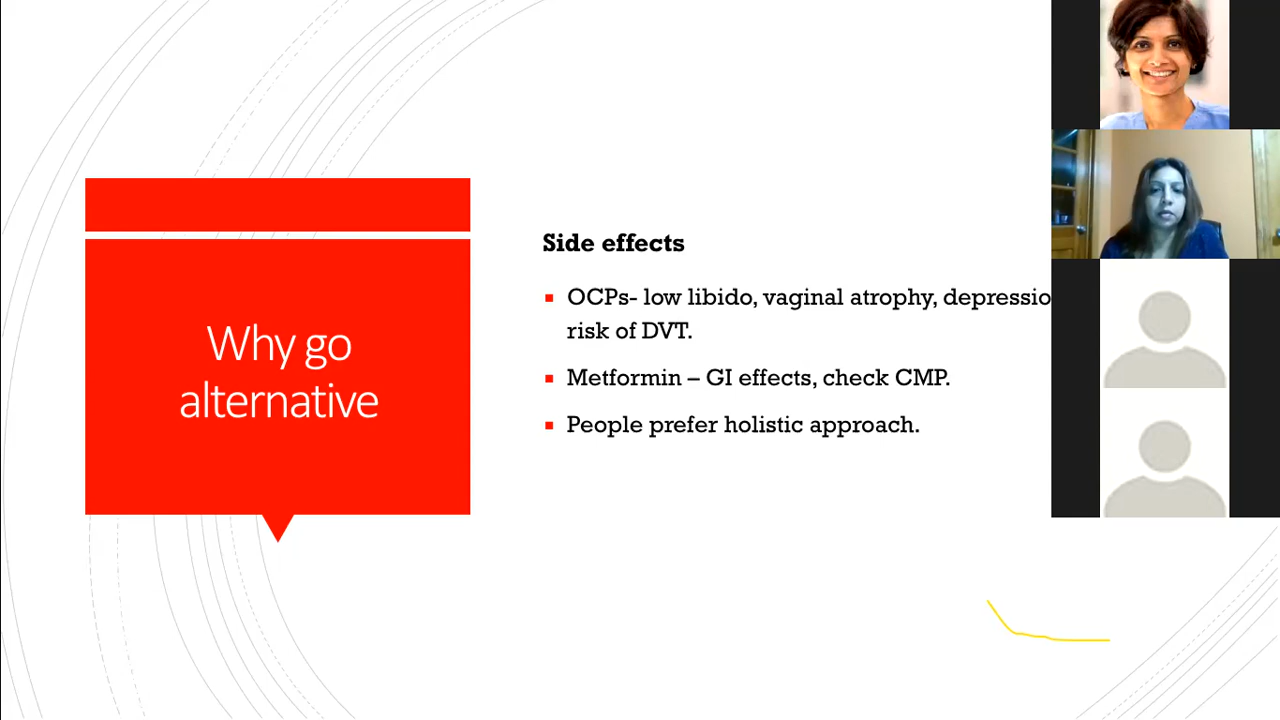 Why go
alternative
Side effects
OCPs- low libido, vaginal atrophy, depressio
risk of DVT.
Metformin – GI effects, check CMP.
People prefer holistic approach.